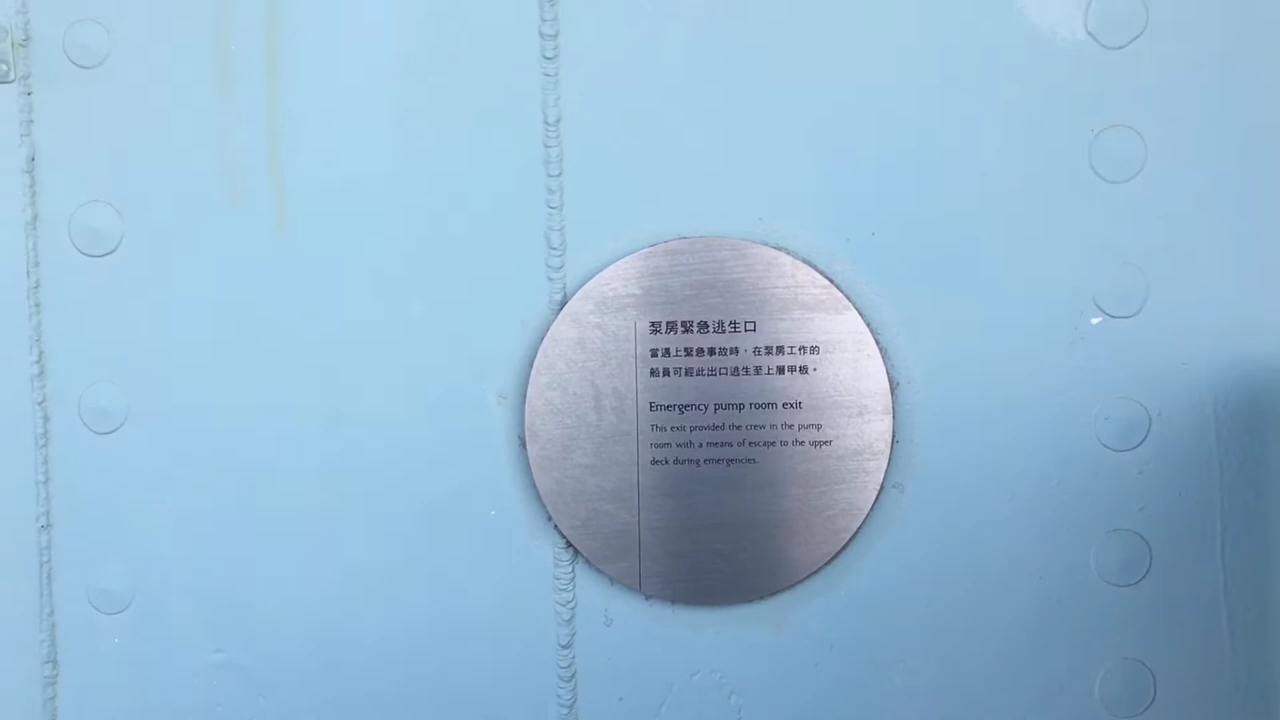 泵房緊急逃生口
當遇上緊急事故時，在泵房工作的
船員可經此出口逃生至上層甲板。
Emergency pump room exit
This exit provided the crew in the pump
room with a means of escape to the upper
deck during emergencies.